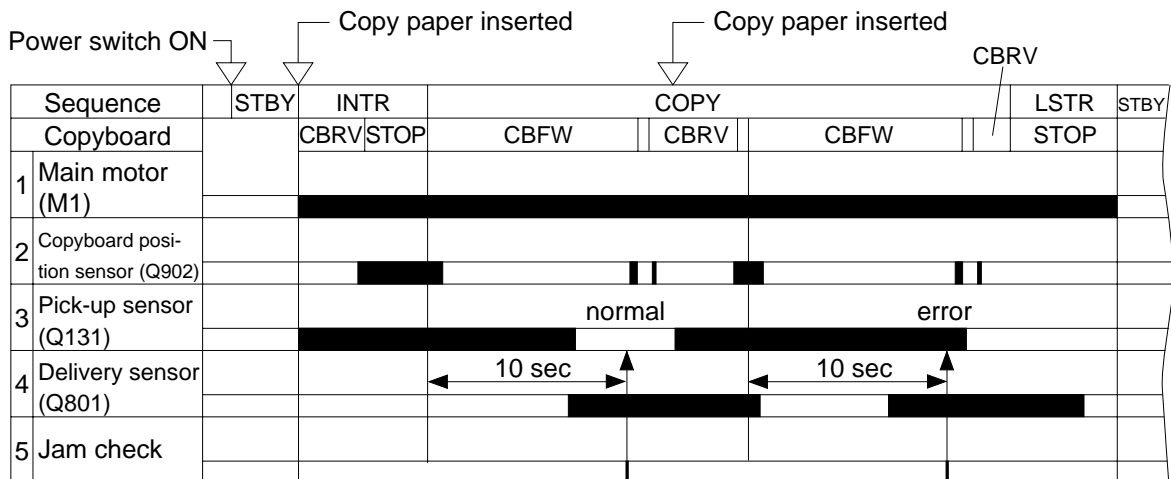 Copy paper inserted
Copy paper inserted
Power switch ON
CBRV
Sequence STBY INTR COPY LSTR STBY
Copyboard CBRV STOP CBFW CBRV CBFW STOP
1 Main motor
(M1)
2 Copyboard posi-
tion sensor (Q902)
3 Pick-up sensor
(Q131)
normal error
4 Delivery sensor
(Q801)
10 sec 10 sec
5 Jam check